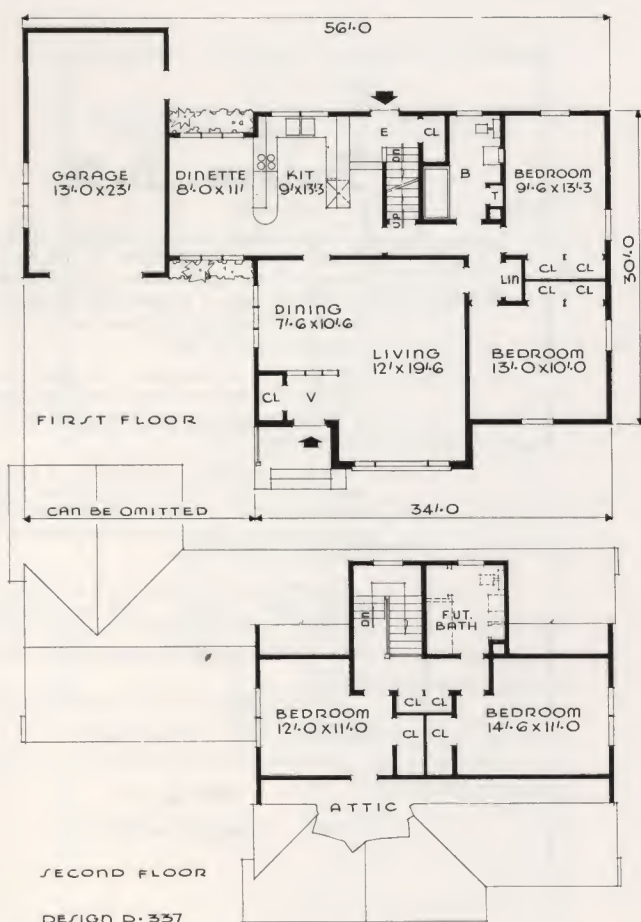 56'-0
GARAGE
13'-0 X 23'
DINETTE
8'-0 X 11'
KIT
9' X 13'-3
E
CL
DN
UP
B
T
BEDROOM
9'-6 X 13'-3
CL CL
LIN
CL CL
30'-0
DINING
7'-6 X 10'-6
LIVING
12' X 19'-6
BEDROOM
13'-0 X 10'-0
CL
V
FIRST FLOOR
CAN BE OMITTED
34'-0
DN
FUT.
BATH
BEDROOM
12'-0 X 11'-0
CL CL
CL CL
BEDROOM
14'-6 X 11'-0
ATTIC
SECOND FLOOR
DESIGN D-337